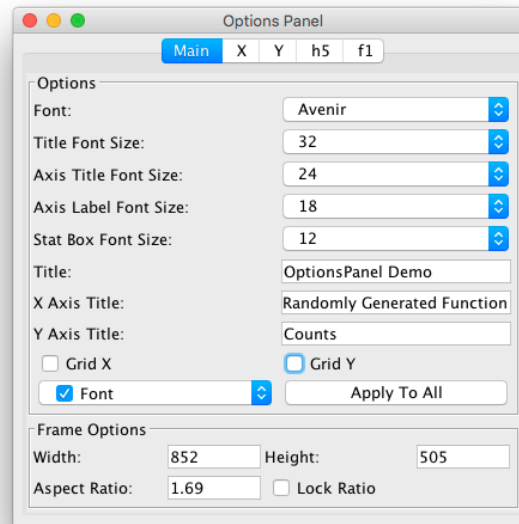 Options Panel
Main X Y h5 f1
Options
Font: Avenir
Title Font Size: 32
Axis Title Font Size: 24
Axis Label Font Size: 18
Stat Box Font Size: 12
Title: OptionsPanel Demo
X Axis Title: Randomly Generated Function
Y Axis Title: Counts
Grid X Grid Y
Font Apply To All
Frame Options
Width: 852 Height: 505
Aspect Ratio: 1.69 Lock Ratio